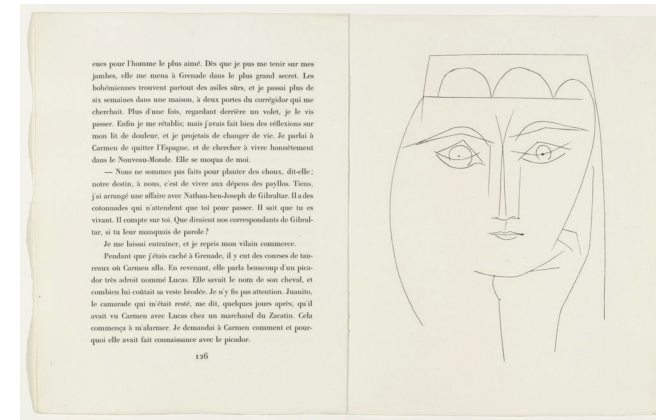 eues pour l'homme le plus aimé. Dès que je pus me tenir sur mes
jambes, elle me mena à Grenade dans le plus grand secret. Les
bohémiennes trouvent partout des asiles sûrs, et je passai plus de
six semaines dans une maison, à deux portes du corrégidor qui me
cherchait. Plus d'une fois, regardant derrière un volet, je le vis
passer. Enfin je me rétablis; mais j'avais fait bien des réflexions sur
mon lit de douleur, et je projetais de changer de vie. Je parlai à
Carmen de quitter l'Espagne, et de chercher à vivre honnêtement
dans le Nouveau-Monde. Elle se moqua de moi.
— Nous ne sommes pas faits pour planter des choux, dit-elle;
notre destin, à nous, c'est de vivre aux dépens des payllos. Tiens,
j'ai arrangé une affaire avec Nathan-ben-Joseph de Gibraltar. Il a des
cotonnades qui n'attendent que toi pour passer. Il sait que tu es
vivant. Il compte sur toi. Que diraient nos correspondants de Gibral-
tar, si tu leur manquais de parole?
Je me laissai entraîner, et je repris mon vilain commerce.
Pendant que j'étais caché à Grenade, il y eut des courses de tau-
reaux où Carmen alla. En revenant, elle parla beaucoup d'un pica-
dor très adroit nommé Lucas. Elle savait le nom de son cheval, et
combien lui coûtait sa veste brodée. Je n'y fis pas attention. Juanito,
le camarade qui m'était resté, me dit, quelques jours après, qu'il
avait vu Carmen avec Lucas chez un marchand du Zacatin. Cela
commença à m'alarmer. Je demandai à Carmen comment et pour-
quoi elle avait fait connaissance avec le picador.
126